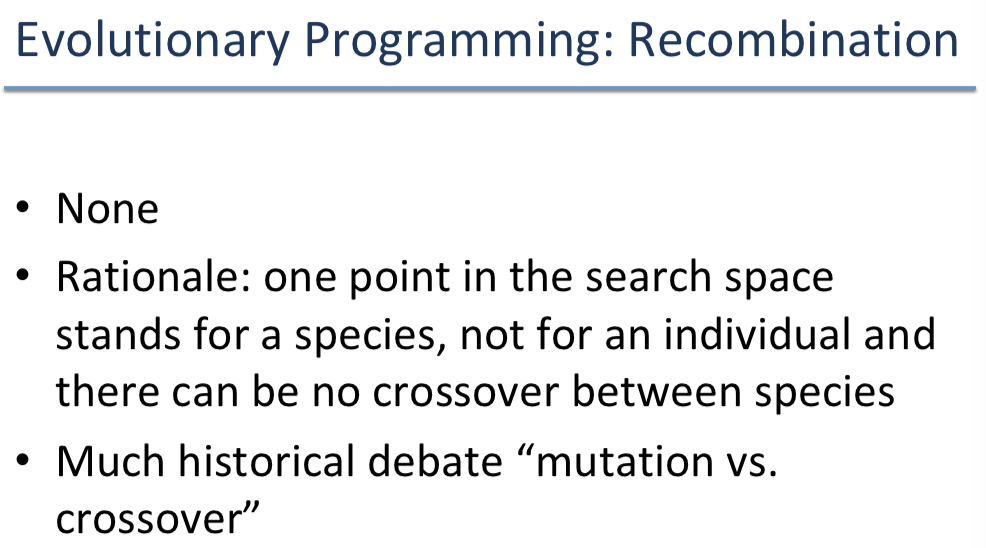 Evolutionary Programming: Recombination
• None
• Rationale: one point in the search space
stands for a species, not for an individual and
there can be no crossover between species
• Much historical debate “mutation vs.
crossover”